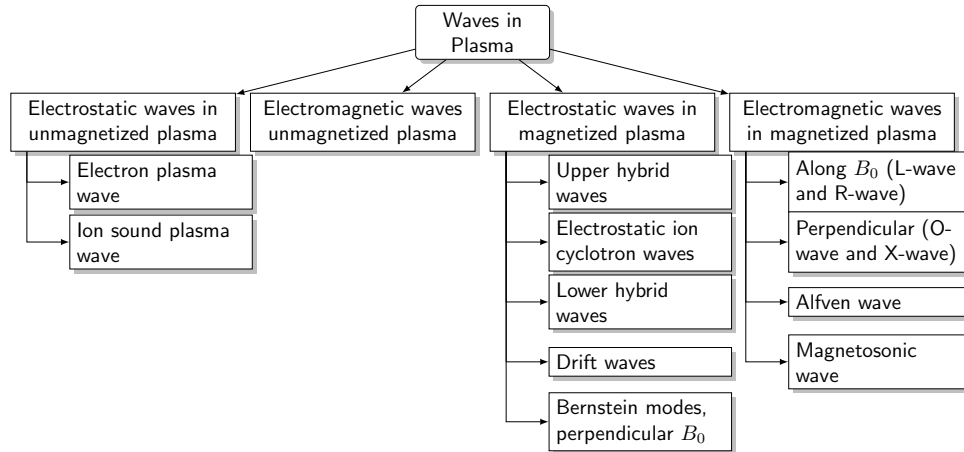 Waves in
Plasma
Electrostatic waves in
unmagnetized plasma
Electromagnetic waves
unmagnetized plasma
Electrostatic waves in
magnetized plasma
Electromagnetic waves
in magnetized plasma
Electron plasma
wave
Ion sound plasma
wave
Upper hybrid
waves
Electrostatic ion
cyclotron waves
Lower hybrid
waves
Drift waves
Bernstein modes,
perpendicular B₀
Along B₀ (L-wave
and R-wave)
Perpendicular (O-
wave and X-wave)
Alfven wave
Magnetosonic
wave